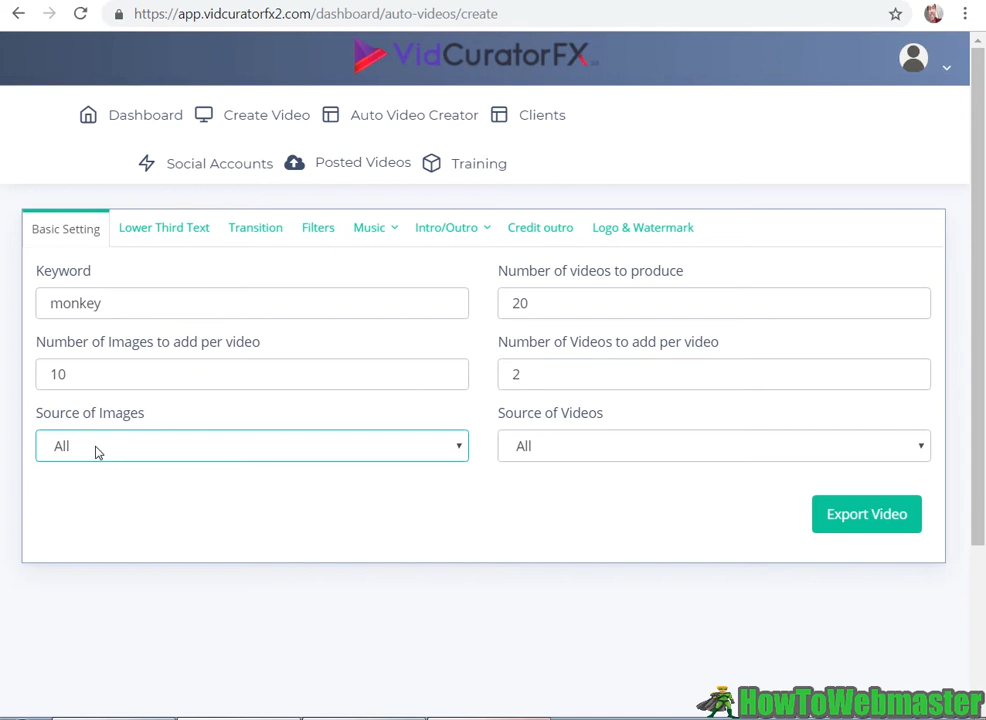 https://app.vidcuratorfx2.com/dashboard/auto-videos/create
VidCuratorFX
Dashboard Create Video Auto Video Creator Clients
Social Accounts Posted Videos Training
Basic Setting Lower Third Text Transition Filters Music Intro/Outro Credit outro Logo & Watermark
Keyword Number of videos to produce
monkey 20
Number of Images to add per video Number of Videos to add per video
10 2
Source of Images Source of Videos
All All
Export Video
HowToWebmaster